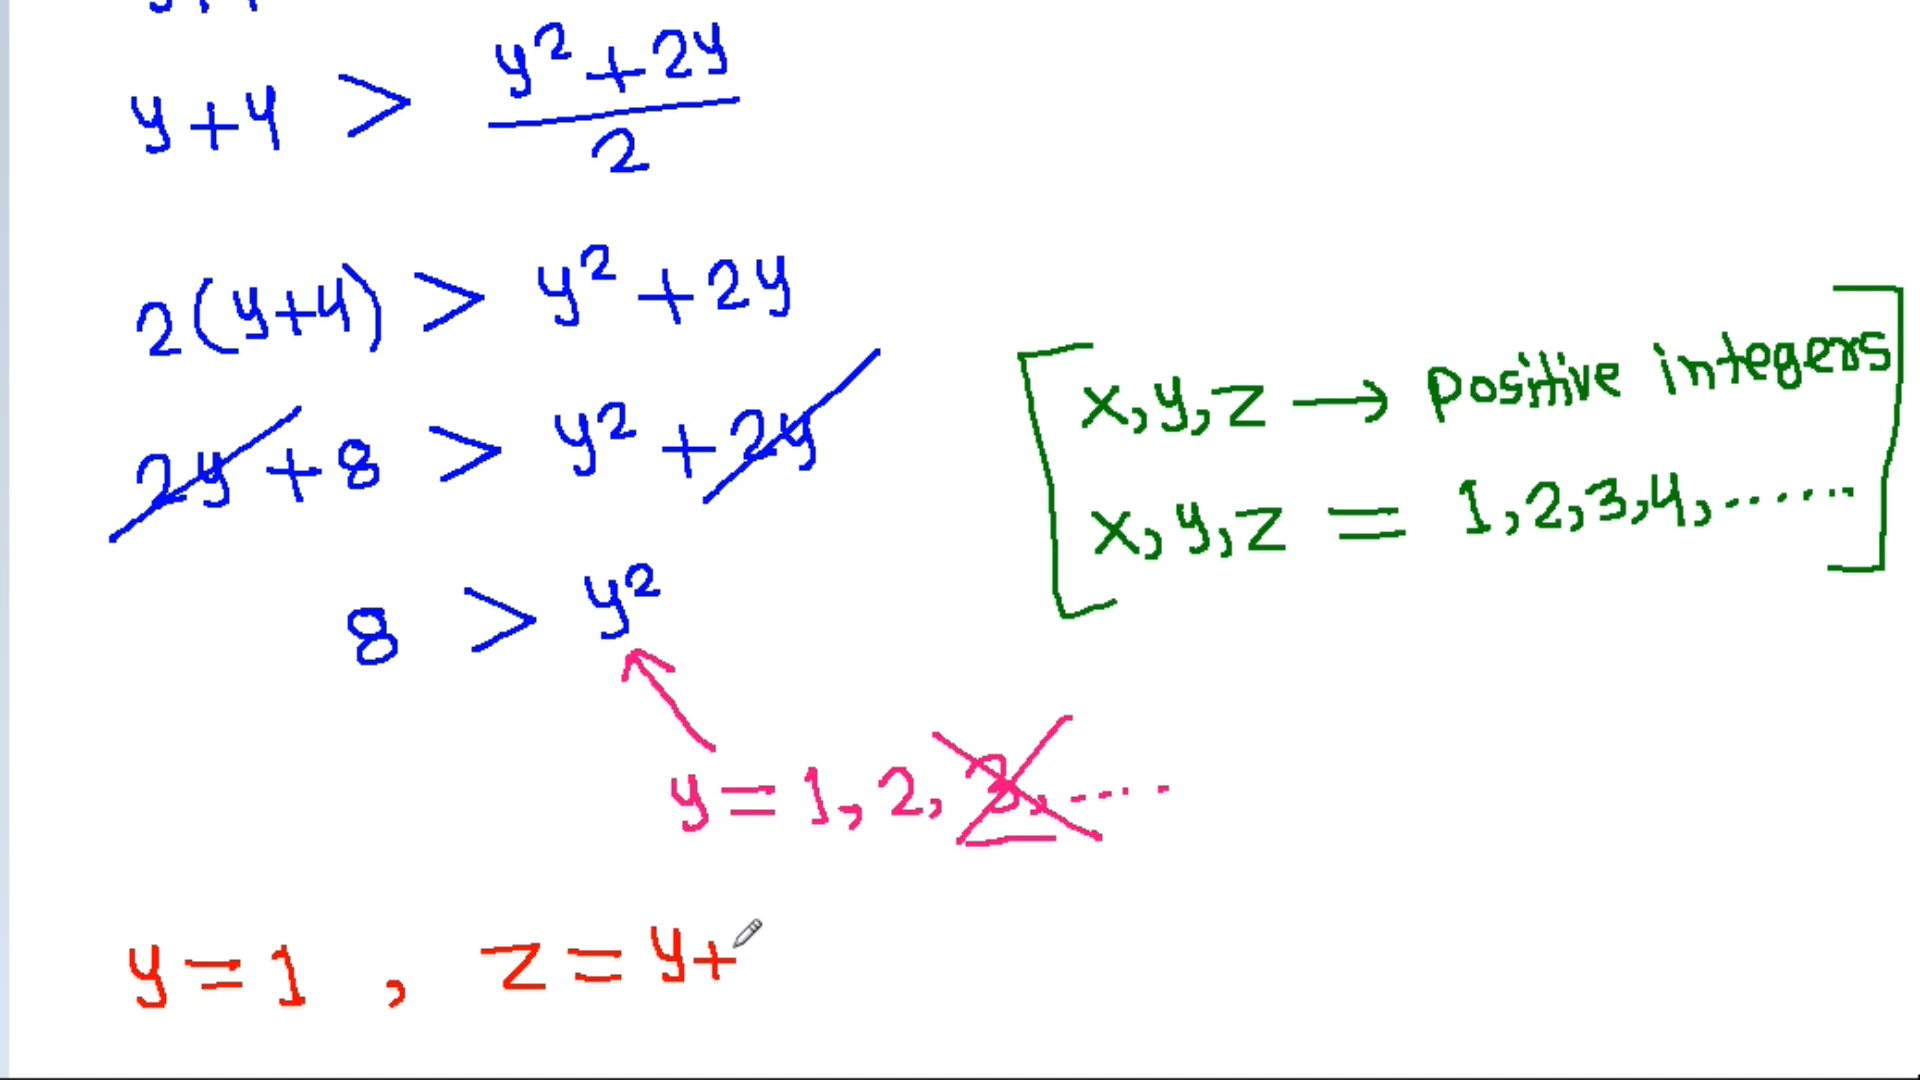 y+4 > (y²+2y)/2
2(y+4) > y²+2y
2y+8 > y²+2y
8 > y²
x,y,z → positive integers
x,y,z = 1,2,3,4,......
y=1,2,3,.....
y=1 , z=y+